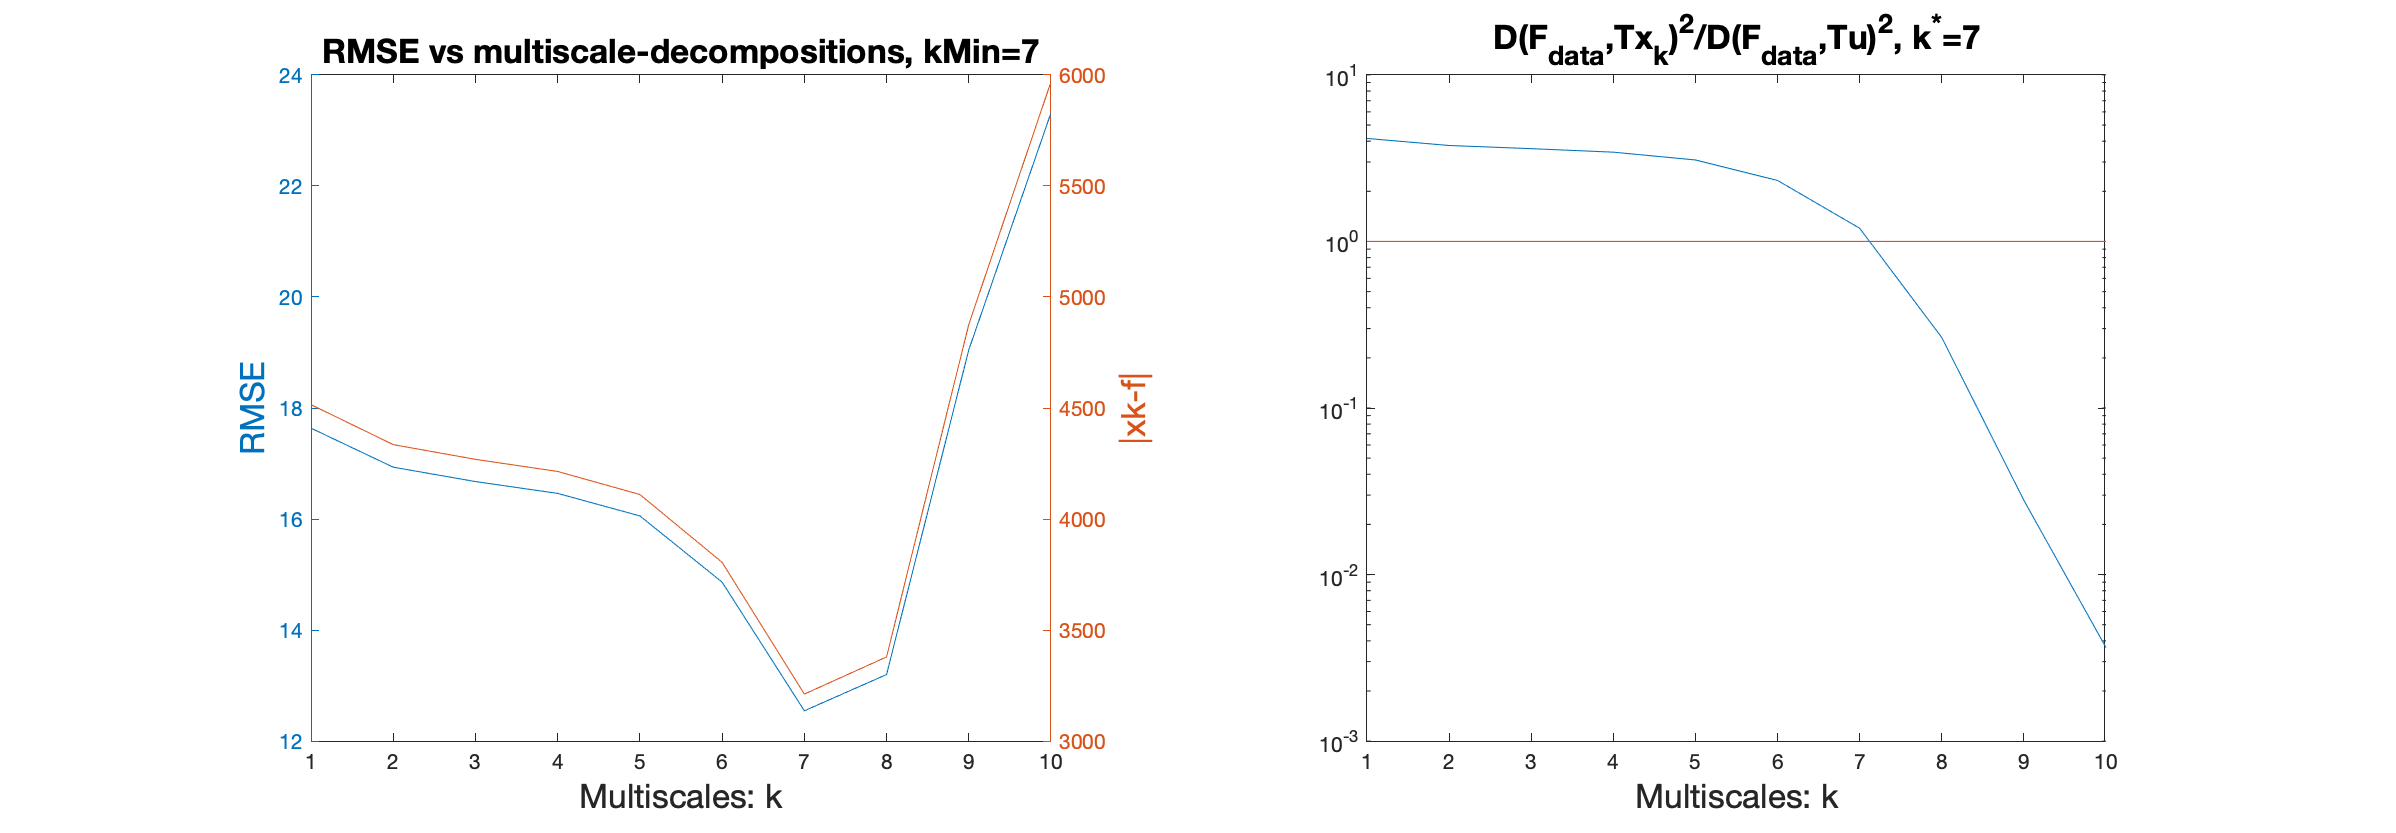 RMSE vs multiscale-decompositions, kMin=7
24
22
20
18
16
14
12
RMSE
6000
5500
5000
4500
4000
3500
3000
|xk-f|
1 2 3 4 5 6 7 8 9 10
Multiscales: k
D(F_data,Tx_k)^2/D(F_data,Tu)^2, k^*=7
10^1
10^0
10^-1
10^-2
10^-3
1 2 3 4 5 6 7 8 9 10
Multiscales: k